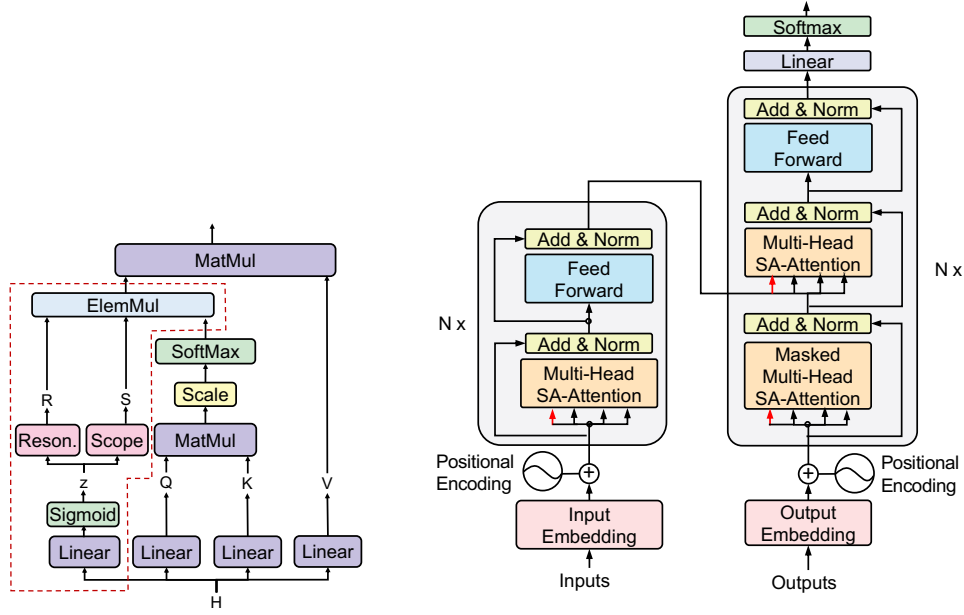 MatMul
ElemMul
SoftMax
R
S
Scale
Reson.
Scope
MatMul
z
Q
K
V
Sigmoid
Linear
Linear
Linear
Linear
H
Add & Norm
Feed
Forward
N x
Add & Norm
Multi-Head
SA-Attention
Positional
Encoding
Input
Embedding
Inputs
Softmax
Linear
Add & Norm
Feed
Forward
Add & Norm
Multi-Head
SA-Attention
N x
Add & Norm
Masked
Multi-Head
SA-Attention
Positional
Encoding
Output
Embedding
Outputs